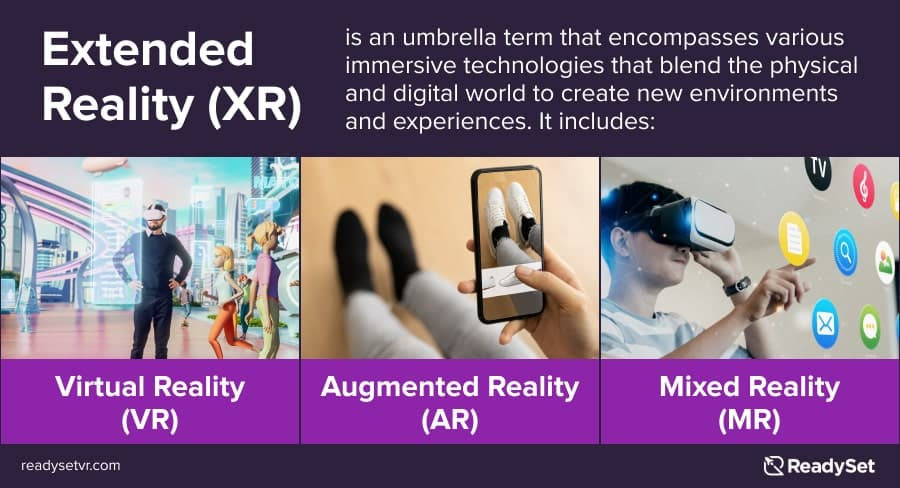 Extended
Reality (XR)
is an umbrella term that encompasses various
immersive technologies that blend the physical
and digital world to create new environments
and experiences. It includes:
TV
Virtual Reality
(VR)
Augmented Reality
(AR)
Mixed Reality
(MR)
readysetvr.com
ReadySet